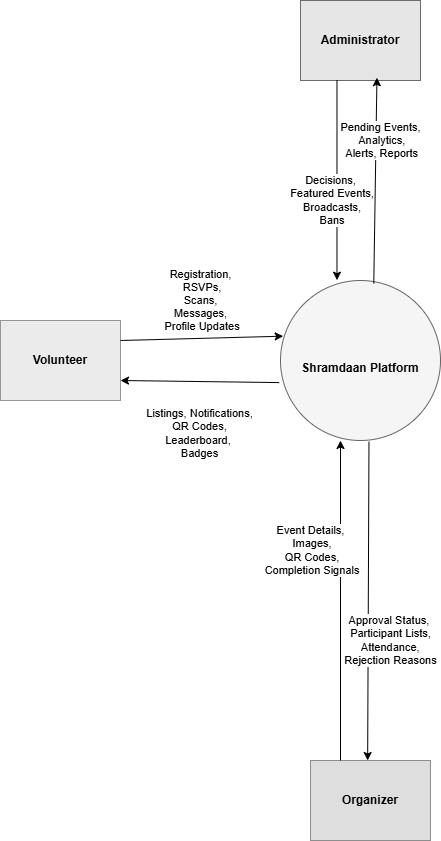 Administrator
Pending Events,
Analytics,
Alerts, Reports
Decisions,
Featured Events,
Broadcasts,
Bans
Registration,
RSVPs,
Scans,
Messages,
Profile Updates
Volunteer
Shramdaan Platform
Listings, Notifications,
QR Codes,
Leaderboard,
Badges
Event Details,
Images,
QR Codes,
Completion Signals
Approval Status,
Participant Lists,
Attendance,
Rejection Reasons
Organizer